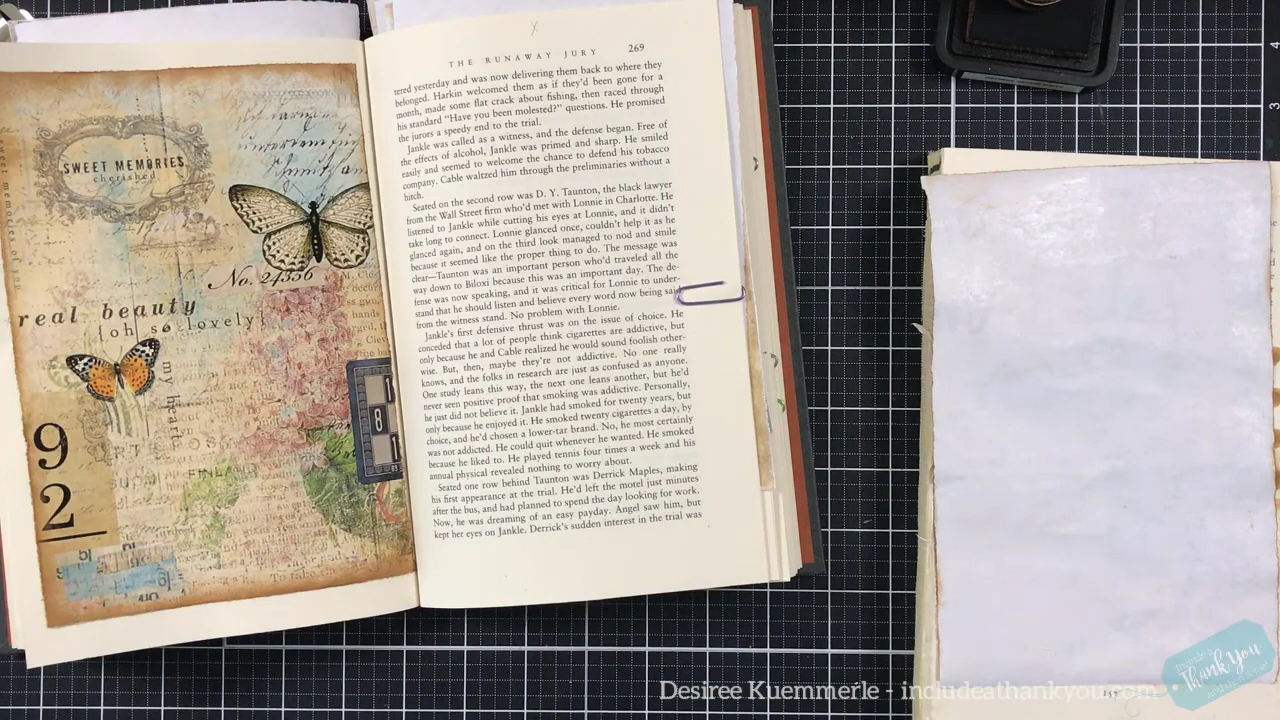 SWEET MEMORIES
cherished
No. 24356
real beauty
[oh so lovely]
8
1
9
2
THE RUNAWAY JURY 269
tered yesterday and was now delivering them back to where they
belonged. Harkin welcomed them as if they'd been gone for a
month, made some flat crack about fishing, then raced through
his standard "Have you been molested?" questions. He promised
the jurors a speedy end to the trial.
Jankle was called as a witness, and the defense began. Free of
the effects of alcohol, Jankle was primed and sharp. He smiled
easily and seemed to welcome the chance to defend his tobacco
company. Cable waltzed him through the preliminaries without a
hitch.
Seated on the second row was D. Y. Taunton, the black lawyer
from the Wall Street firm who'd met with Lonnie in Charlotte. He
listened to Jankle while cutting his eyes at Lonnie, and it didn't
take long to connect. Lonnie glanced once, couldn't help it as he
glanced again, and on the third look managed to nod and smile
because it seemed like the proper thing to do. The message was
clear—Taunton was an important person who'd traveled all the
way down to Biloxi because this was an important day. The de-
fense was now speaking, and it was critical for Lonnie to under-
stand that he should listen and believe every word now being said
from the witness stand. No problem with Lonnie.
Jankle's first defensive thrust was on the issue of choice. He
conceded that a lot of people think cigarettes are addictive, but
only because he and Cable realized he would sound foolish other-
wise. But, then, maybe they're not addictive. No one really
knows, and the folks in research are just as confused as anyone.
One study leans this way, the next one leans another, but he'd
never seen positive proof that smoking was addictive. Personally,
he just did not believe it. Jankle had smoked for twenty years, but
only because he enjoyed it. He smoked twenty cigarettes a day, by
choice, and he'd chosen a lower-tar brand. No, he most certainly
was not addicted. He could quit whenever he wanted. He smoked
because he liked to. He played tennis four times a week and his
annual physical revealed nothing to worry about.
Seated one row behind Taunton was Derrick Maples, making
his first appearance at the trial. He'd left the motel just minutes
after the bus, and had planned to spend the day looking for work.
Now, he was dreaming of an easy payday. Angel saw him, but
kept her eyes on Jankle. Derrick's sudden interest in the trial was
4
3
Desiree Kuemmerle - includeathankyou.com
thank you